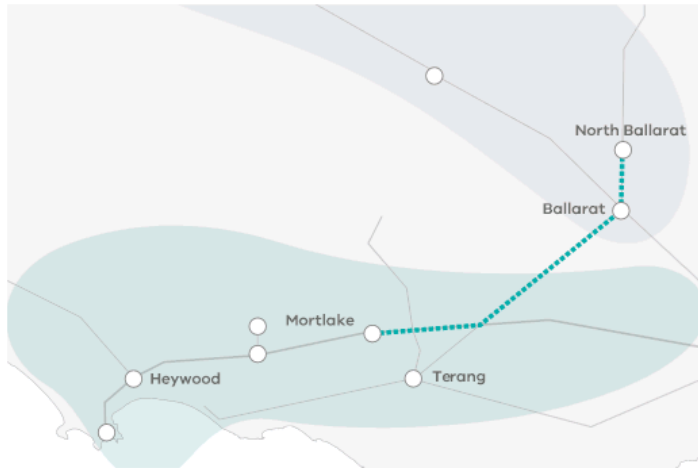 North Ballarat
Ballarat
Mortlake
Heywood
Terang